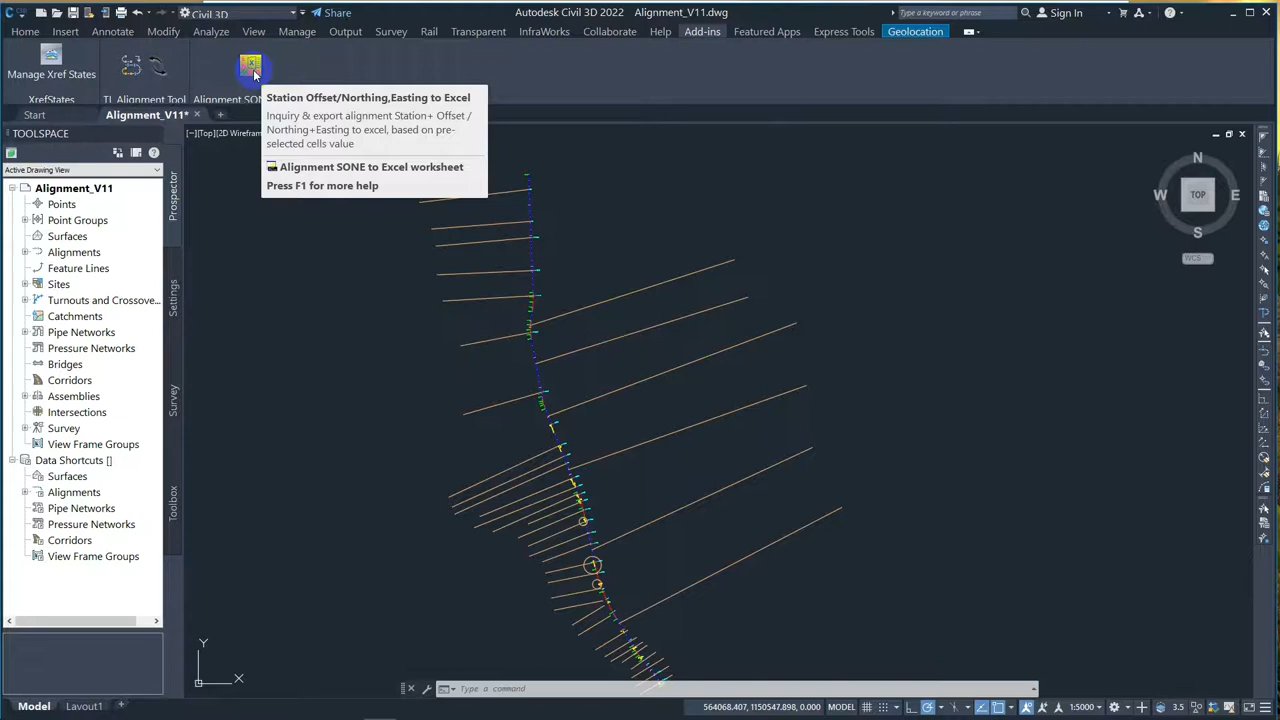 Civil 3D
Share
Autodesk Civil 3D 2022 Alignment_V11.dwg
Type a keyword or phrase
Sign In
Home Insert Annotate Modify Analyze View Manage Output Survey Rail Transparent InfraWorks Collaborate Help Add-ins Featured Apps Express Tools Geolocation
Manage Xref States
XrefStates
TL Alignment Tool
Alignment SON
Start
Alignment_V11*
Station Offset/Northing,Easting to Excel
Inquiry & export alignment Station+ Offset /
Northing+Easting to excel, based on pre-
selected cells value
Alignment SONE to Excel worksheet
Press F1 for more help
TOOLSPACE
[-][Top][2D Wirefram
Active Drawing View
Alignment_V11
Points
Point Groups
Surfaces
Alignments
Feature Lines
Sites
Turnouts and Crossove...
Catchments
Pipe Networks
Pressure Networks
Bridges
Corridors
Assemblies
Intersections
Survey
View Frame Groups
Data Shortcuts []
Surfaces
Alignments
Pipe Networks
Pressure Networks
Corridors
View Frame Groups
Prospector
Settings
Survey
Toolbox
N
W TOP E
S
WCS
Y
X
Type a command
Model Layout1
564068.407, 1150547.898, 0.000 MODEL
1:5000
3.5